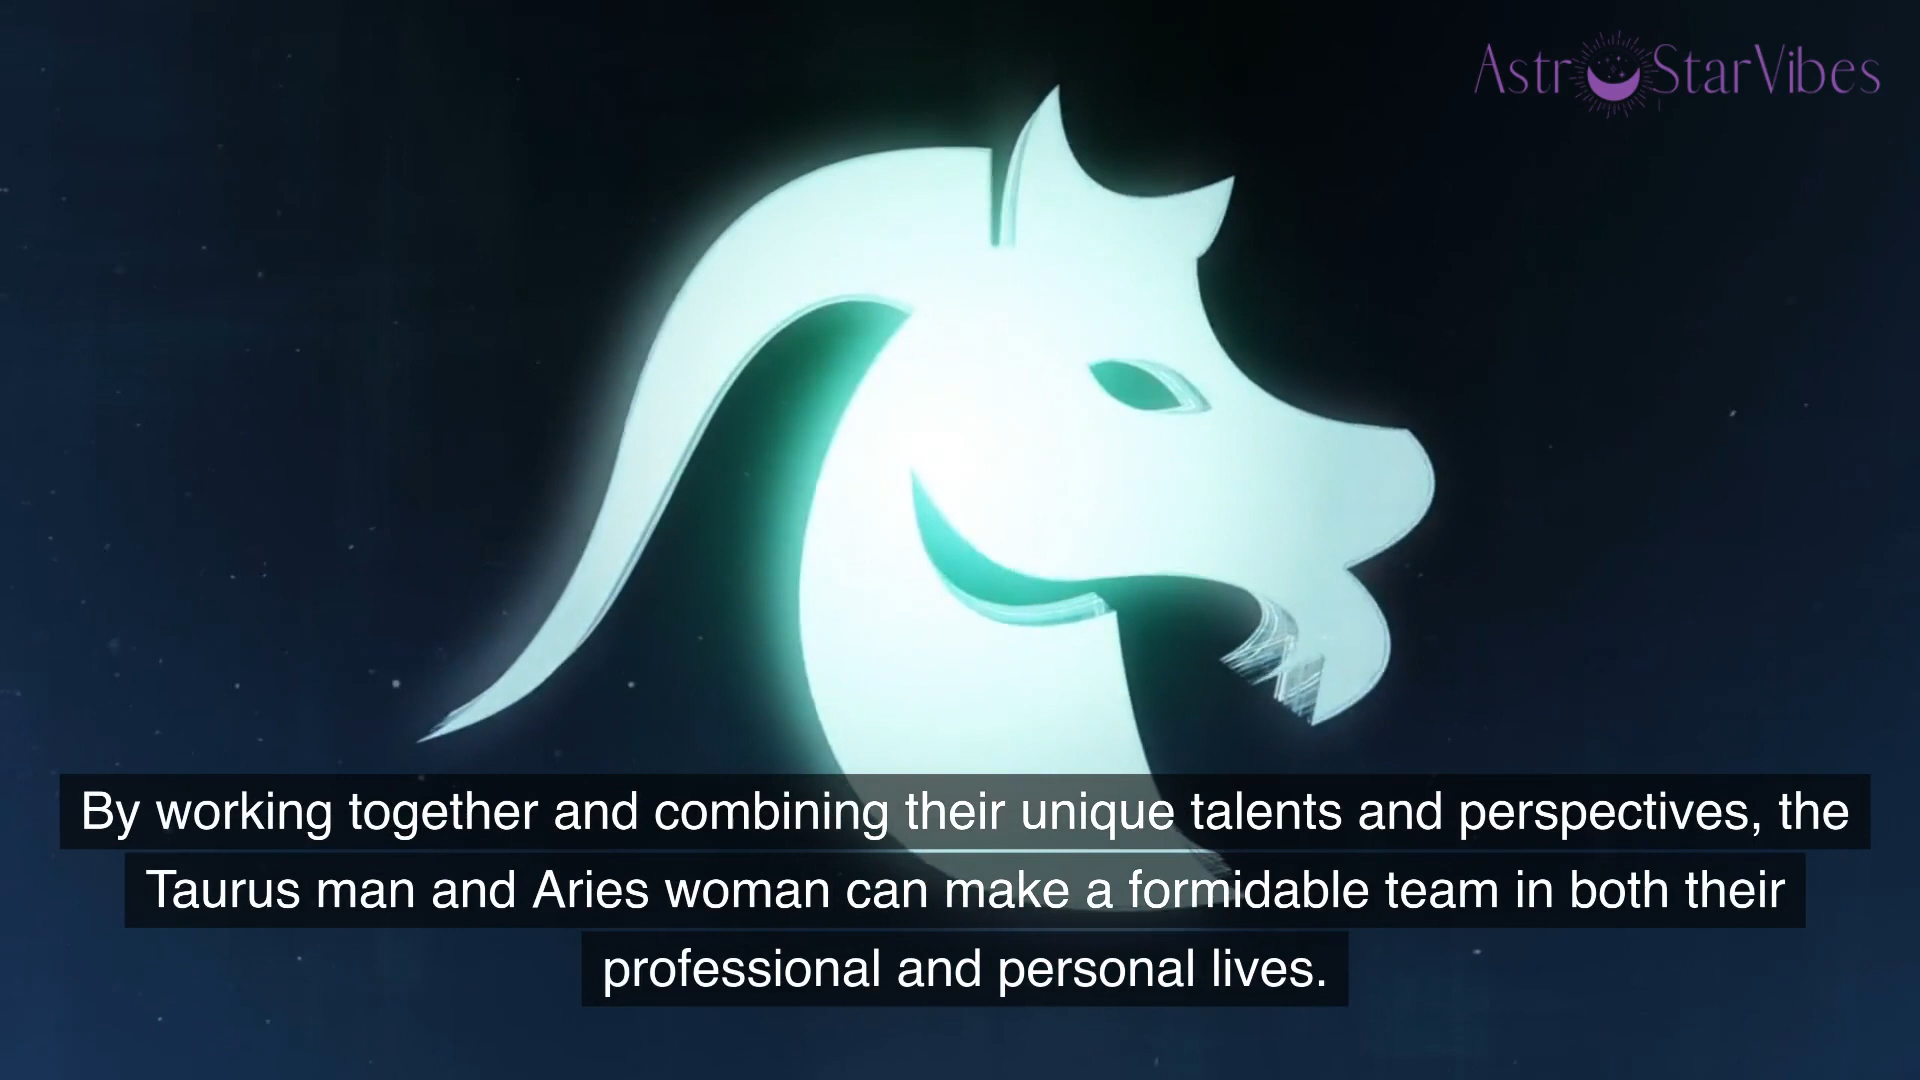 AstroStarVibes
By working together and combining their unique talents and perspectives, the
Taurus man and Aries woman can make a formidable team in both their
professional and personal lives.